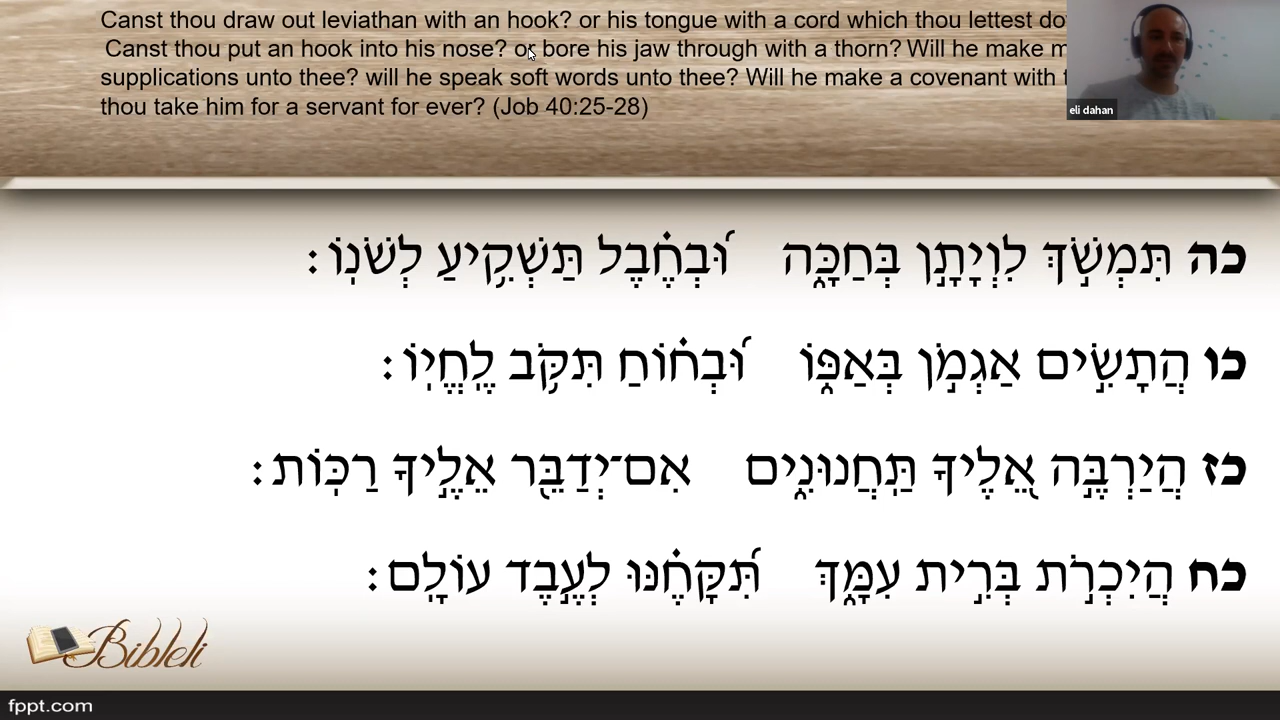 Canst thou draw out leviathan with an hook? or his tongue with a cord which thou lettest
Canst thou put an hook into his nose? or bore his jaw through with a thorn? Will he make
supplications unto thee? will he speak soft words unto thee? Will he make a covenant with
thou take him for a servant for ever? (Job 40:25-28)
eli dahan
כה תִּמְשֹׁ֣ךְ לִוְיָתָ֣ן בְּחַכָּ֑ה וּ֝בְחֶ֗בֶל תַּשְׁקִ֥יעַ לְשֹׁנֽוֹ׃
כו הֲתָשִׂ֣ים אַגְמֹ֣ן בְּאַפּ֑וֹ וּ֝בְח֗וֹחַ תִּקֹּ֥ב לֶֽחֱיֽוֹ׃
כז הֲיַרְבֶּ֣ה אֵ֭לֶיךָ תַּֽחֲנוּנִ֑ים אִם־יְדַבֵּ֖ר אֵלֶ֣יךָ רַכּֽוֹת׃
כח הֲיִכְרֹ֣ת בְּרִ֣ית עִמָּ֑ךְ תִּ֝קָּחֶ֗נּוּ לְעֶ֣בֶד עוֹלָֽם׃
Bibleli
fppt.com